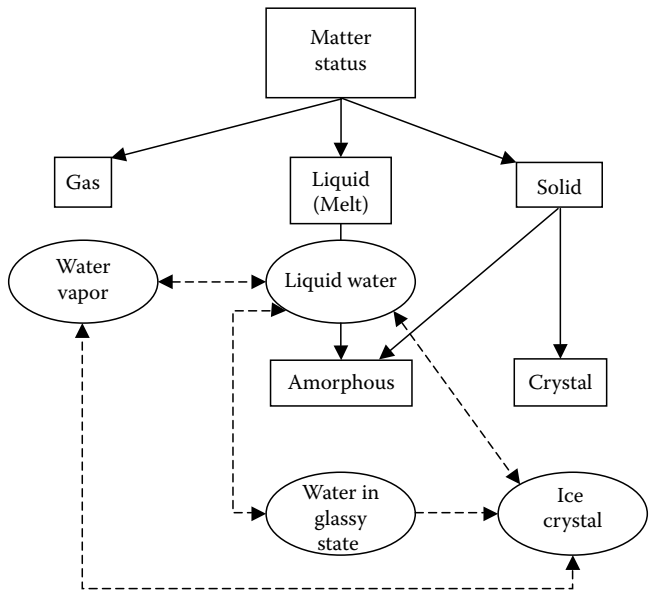 Matter
status
Gas
Liquid
(Melt)
Solid
Water
vapor
Liquid water
Amorphous
Crystal
Water in
glassy
state
Ice
crystal